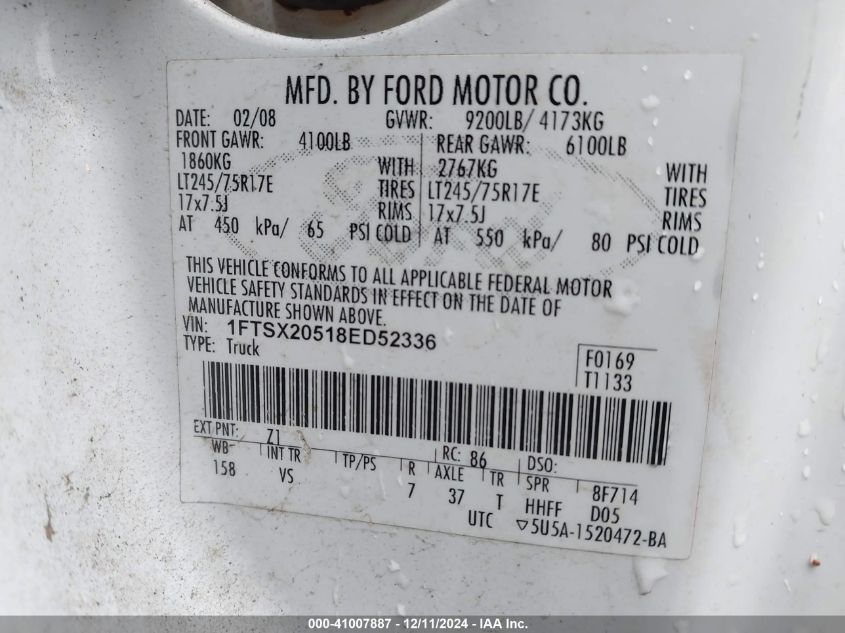 MFD. BY FORD MOTOR CO.
DATE: 02/08 GVWR: 9200LB/ 4173KG
FRONT GAWR: 4100LB REAR GAWR: 6100LB
1860KG WITH 2767KG WITH
LT245/75R17E TIRES LT245/75R17E TIRES
17x7.5J RIMS 17x7.5J RIMS
AT 450 kPa/ 65 PSI COLD AT 550 kPa/ 80 PSI COLD
THIS VEHICLE CONFORMS TO ALL APPLICABLE FEDERAL MOTOR
VEHICLE SAFETY STANDARDS IN EFFECT ON THE DATE OF
MANUFACTURE SHOWN ABOVE.
VIN: 1FTSX20518ED52336
TYPE: Truck
F0169
T1133
EXT PNT: Z1 RC: 86 DSO:
WB INT TR TP/PS R AXLE TR SPR 8F714
158 VS 7 37 T HHFF D05
UTC ▽5U5A-1520472-BA
000-41007887 - 12/11/2024 - IAA Inc.